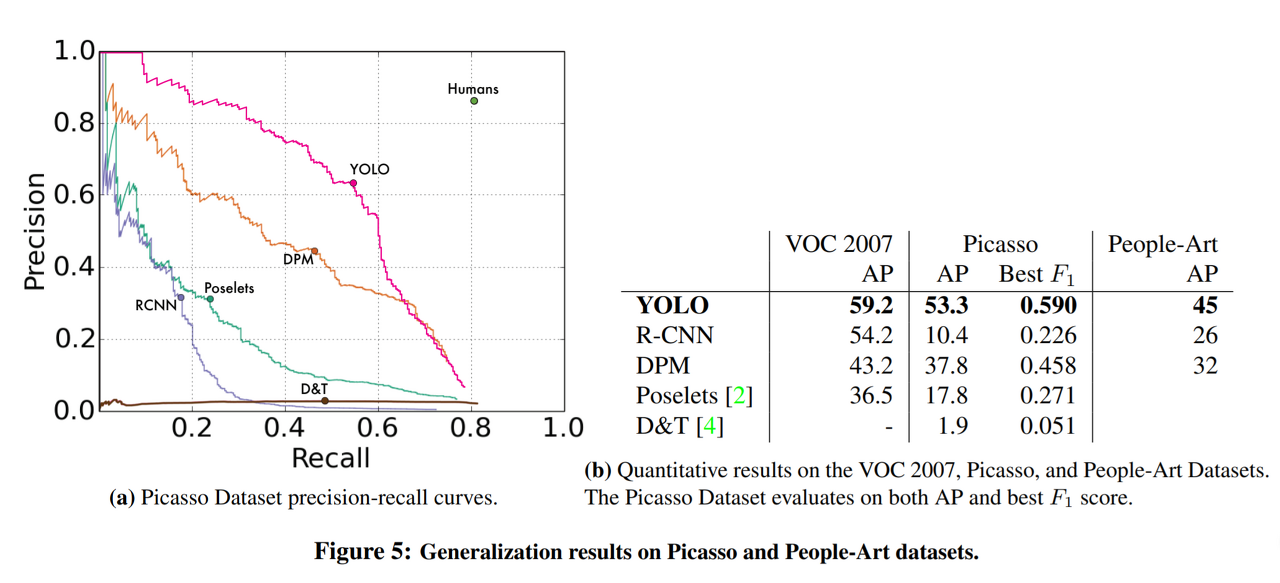 1.0
0.8
0.6
0.4
0.2
0.0
Precision
Humans
YOLO
DPM
RCNN
Poselets
D&T
0.2 0.4 0.6 0.8 1.0
Recall
(a) Picasso Dataset precision-recall curves.
VOC 2007 Picasso People-Art
AP AP Best F1 AP
YOLO 59.2 53.3 0.590 45
R-CNN 54.2 10.4 0.226 26
DPM 43.2 37.8 0.458 32
Poselets [2] 36.5 17.8 0.271
D&T [4] - 1.9 0.051
(b) Quantitative results on the VOC 2007, Picasso, and People-Art Datasets.
The Picasso Dataset evaluates on both AP and best F1 score.
Figure 5: Generalization results on Picasso and People-Art datasets.